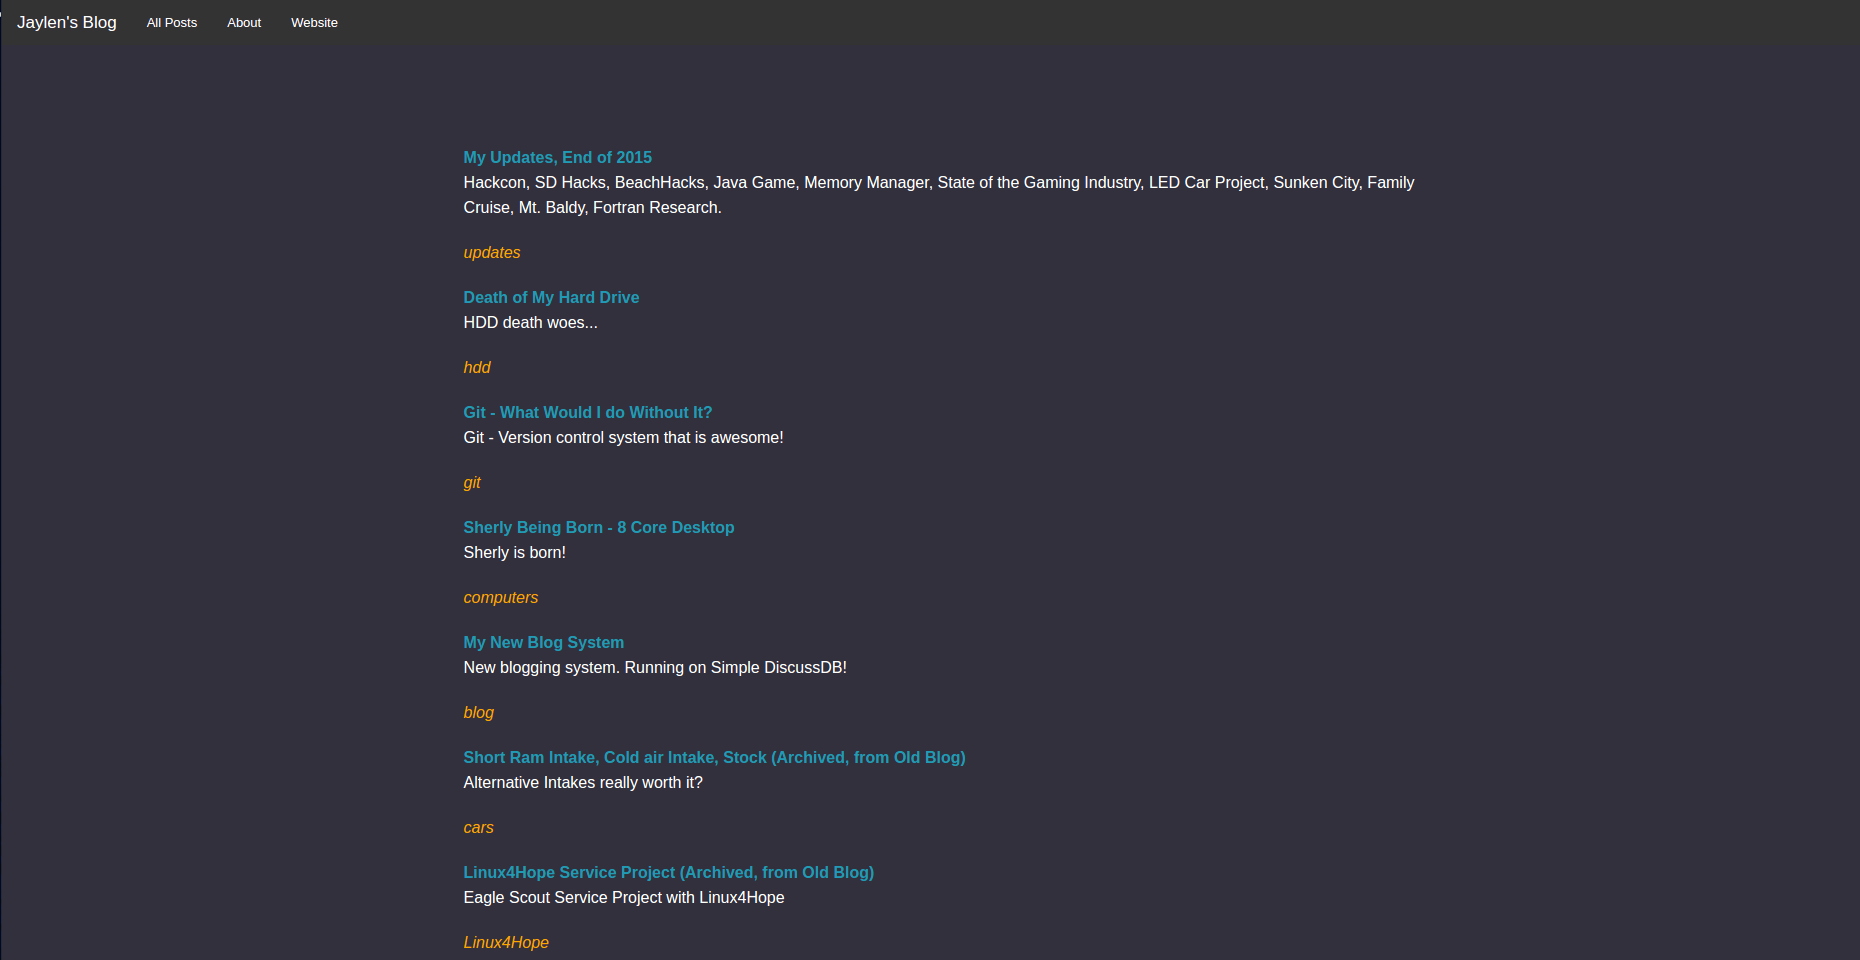 Jaylen's Blog All Posts About Website
My Updates, End of 2015
Hackcon, SD Hacks, BeachHacks, Java Game, Memory Manager, State of the Gaming Industry, LED Car Project, Sunken City, Family
Cruise, Mt. Baldy, Fortran Research.
updates
Death of My Hard Drive
HDD death woes...
hdd
Git - What Would I do Without It?
Git - Version control system that is awesome!
git
Sherly Being Born - 8 Core Desktop
Sherly is born!
computers
My New Blog System
New blogging system. Running on Simple DiscussDB!
blog
Short Ram Intake, Cold air Intake, Stock (Archived, from Old Blog)
Alternative Intakes really worth it?
cars
Linux4Hope Service Project (Archived, from Old Blog)
Eagle Scout Service Project with Linux4Hope
Linux4Hope